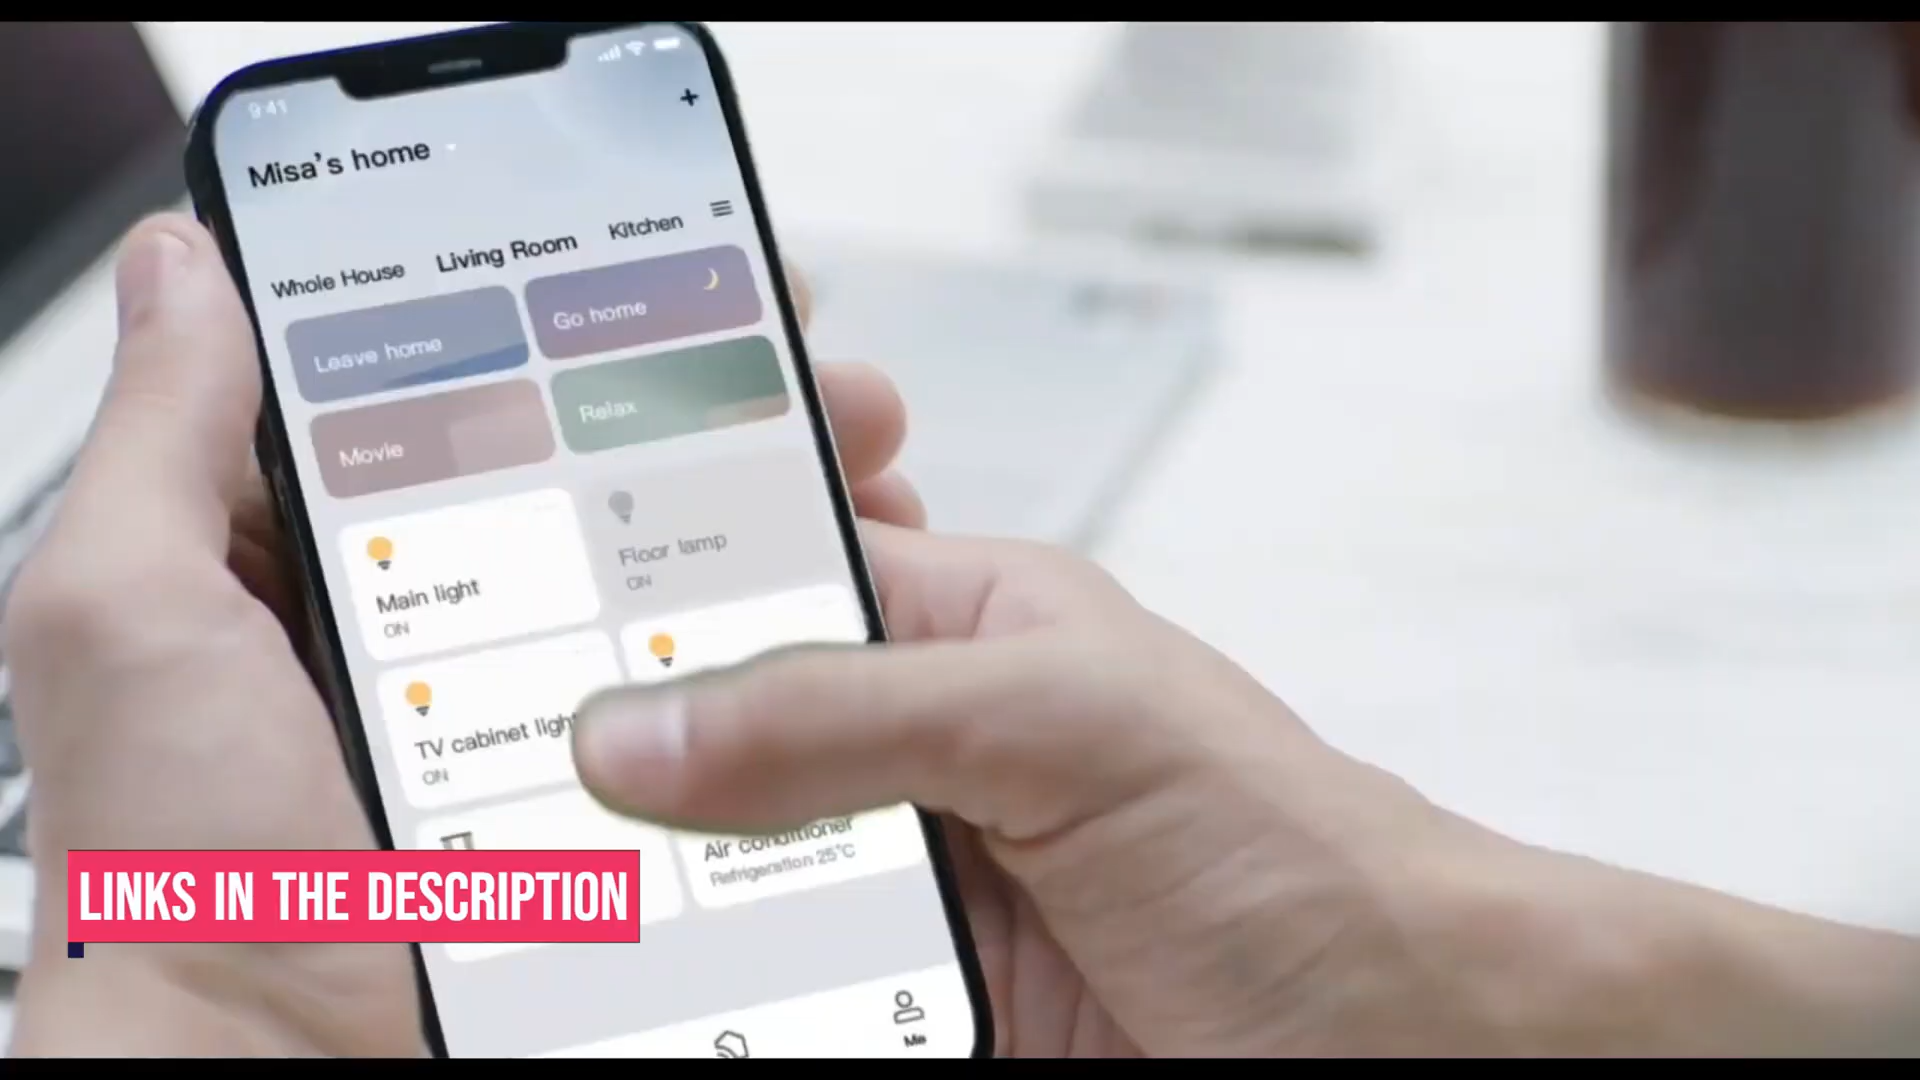 9:41
+
Misa's home
Whole House
Living Room
Kitchen
Leave home
Go home
Movie
Relax
Main light
ON
Floor lamp
ON
TV cabinet light
ON
Air conditioner
Refrigeration 25°C
Me
LINKS IN THE DESCRIPTION